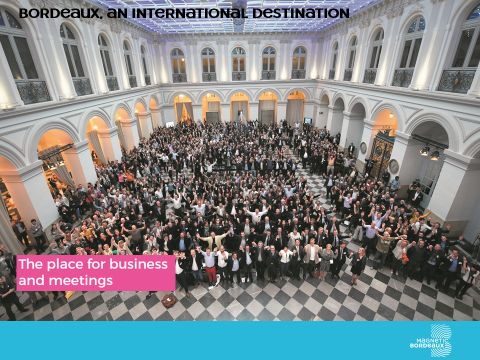 BORDEAUX, AN INTERNATIONAL DESTINATION
The place for business
and meetings
MAGNETIC
BORDEAUX